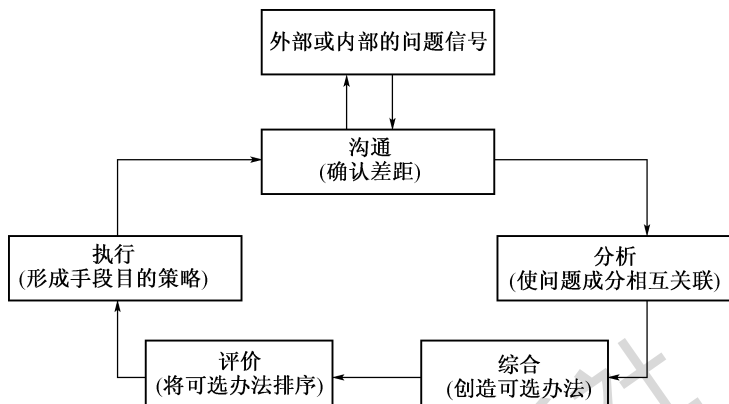 外部或内部的问题信号
沟通
(确认差距)
执行
(形成手段目的策略)
分析
(使问题成分相互关联)
评价
(将可选办法排序)
综合
(创造可选办法)
社